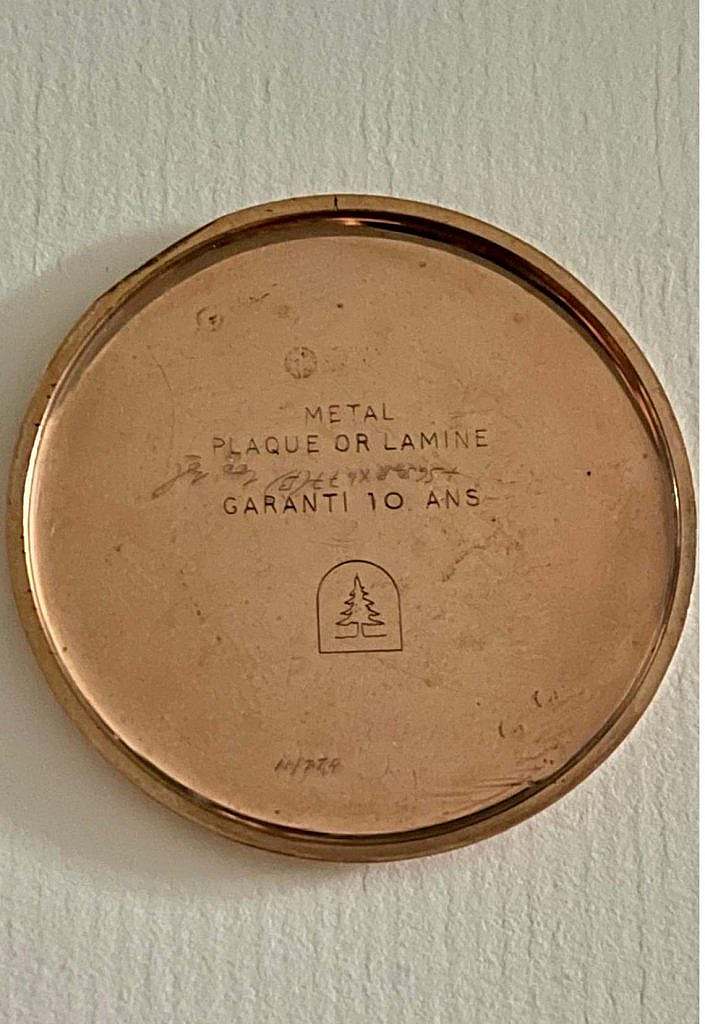 METAL
PLAQUE OR LAMINE
GARANTI 10 ANS